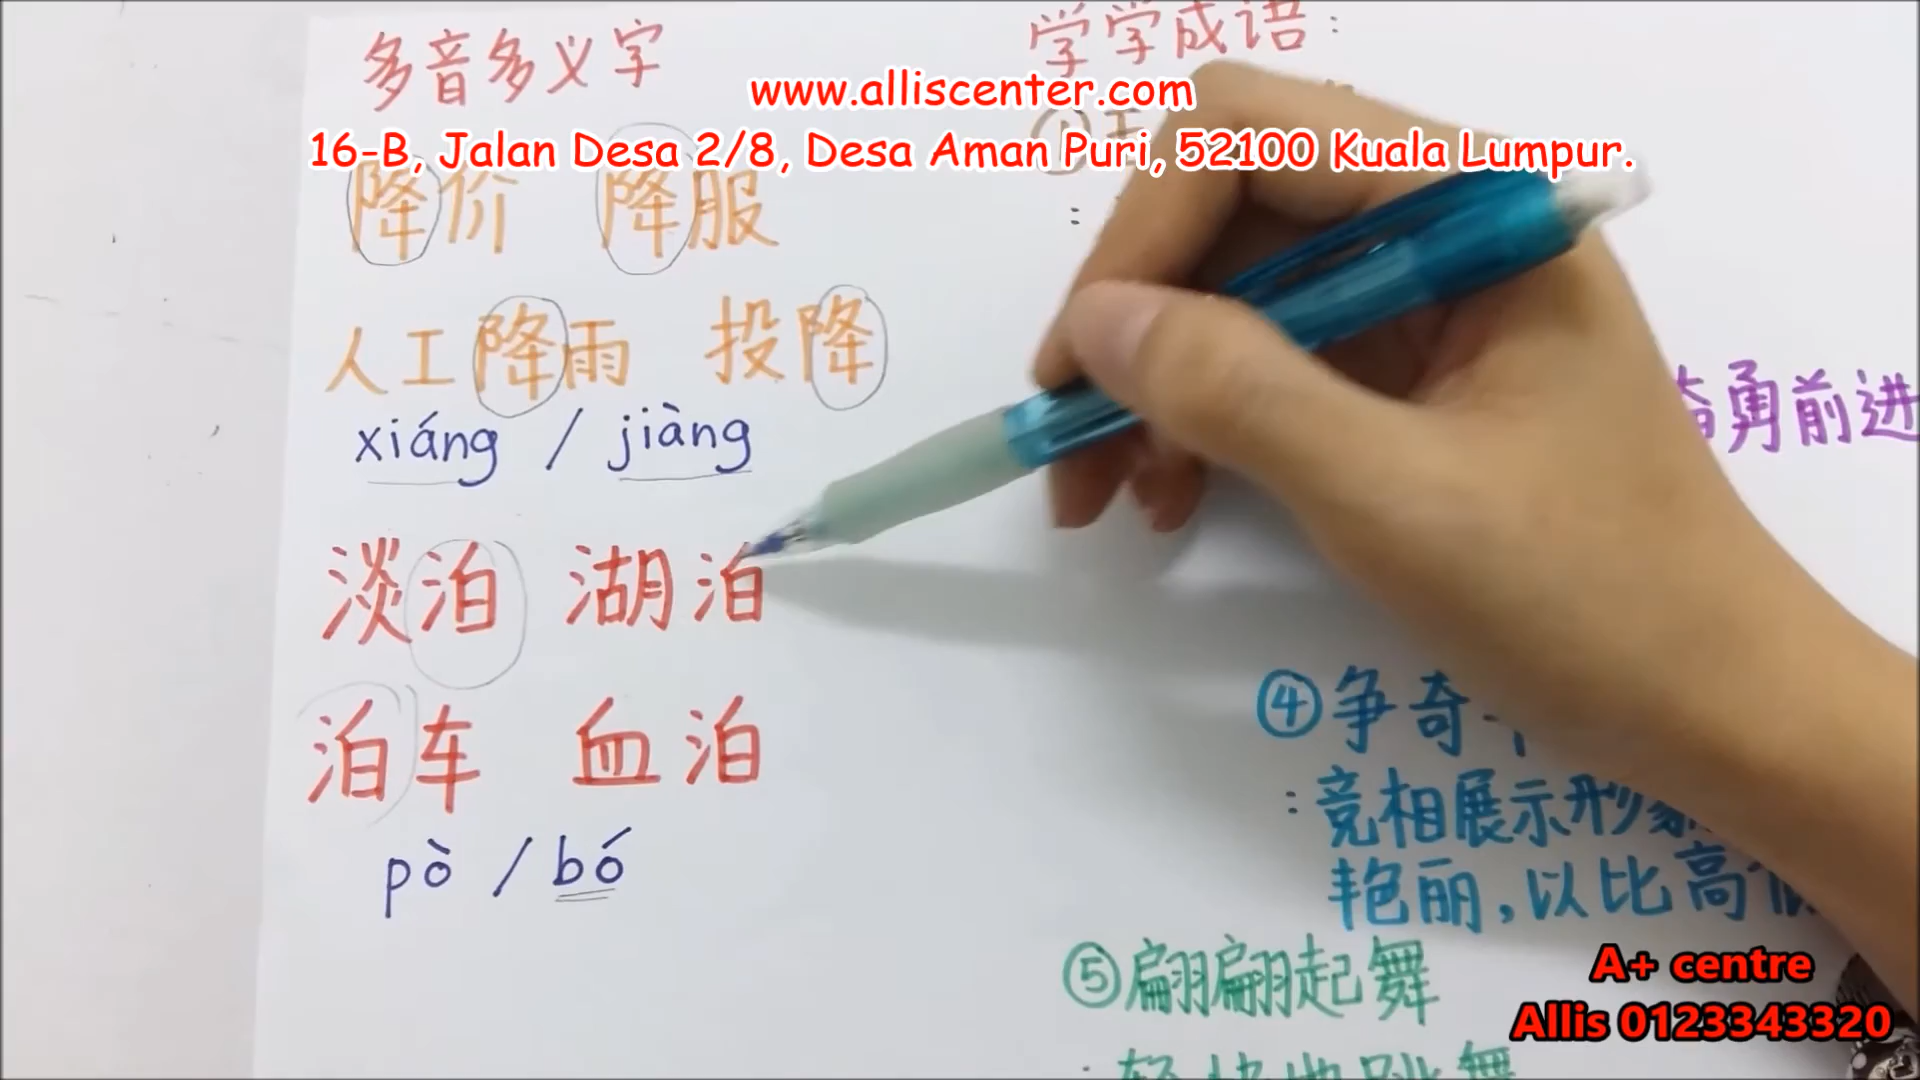 多音多义字
学学成语：
www.alliscenter.com
16-B, Jalan Desa 2/8, Desa Aman Puri, 52100 Kuala Lumpur.
①
降价 降服
人工降雨 投降
xiáng / jiàng
勇前进
淡泊 湖泊
泊车 血泊
pò / bó
④争奇
：竞相展示形
艳丽，以比高
⑤翩翩起舞
A+ centre
Allis 0123343320